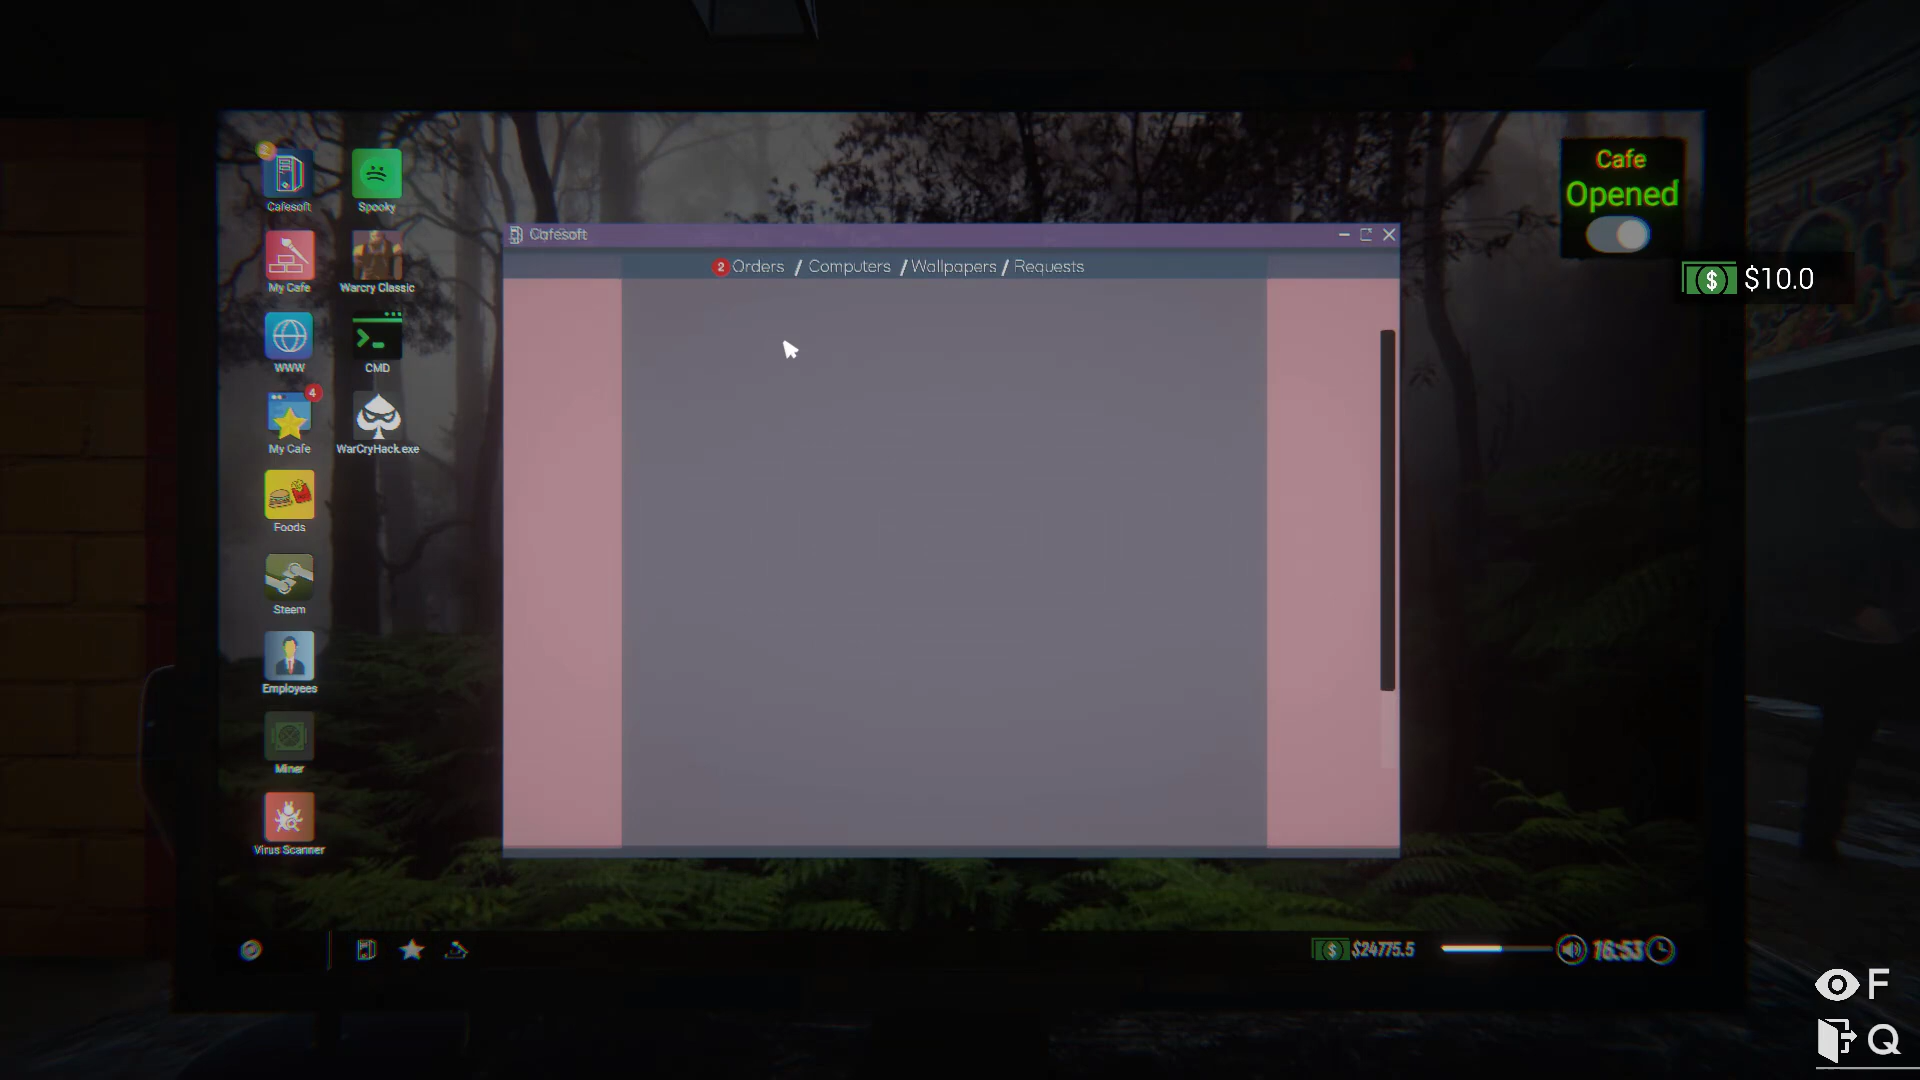 2
Cafesoft
Spooky
My Cafe
Warcry Classic
WWW
CMD
4
My Cafe
WarCryHack.exe
Foods
Steem
Employees
Miner
Virus Scanner
Cafesoft
2 Orders / Computers / Wallpapers / Requests
Cafe
Opened
$ $10.0
$ $24775.5
16:53
F
Q